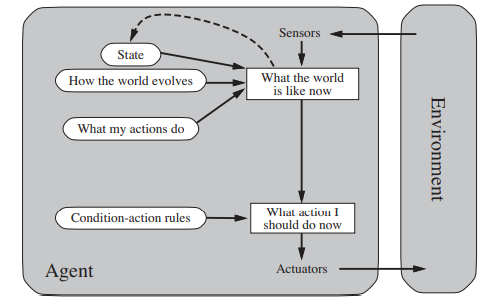 Sensors
State
How the world evolves
What the world
is like now
What my actions do
Environment
Condition-action rules
What action I
should do now
Agent
Actuators